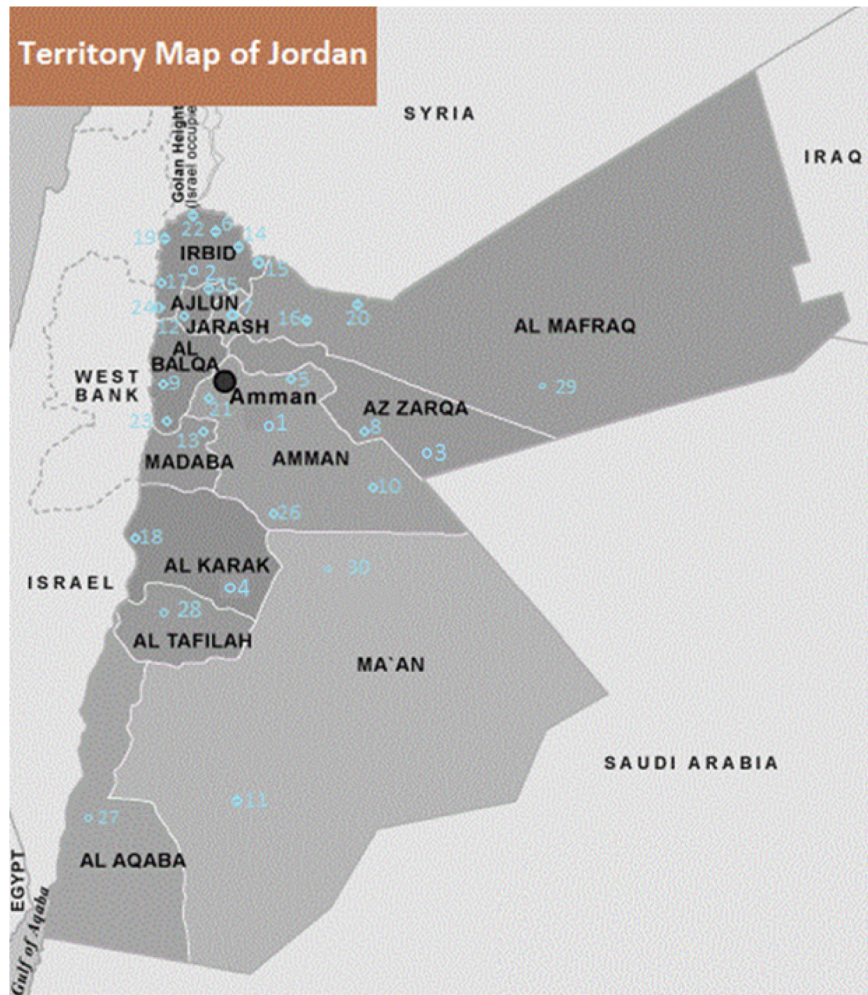 Territory Map of Jordan
SYRIA
IRAQ
Golan Height
(Israel occupie
22
6
19
14
IRBID
2
15
17
25
AJLUN
24
7
20
12
JARASH
16
AL MAFRAQ
AL
BALQA
WEST
BANK
9
5
29
Amman
21
AZ ZARQA
23
1
8
13
3
MADABA
AMMAN
10
26
18
AL KARAK
30
ISRAEL
4
28
AL TAFILAH
MA`AN
SAUDI ARABIA
11
27
AL AQABA
EGYPT
Gulf of Aqaba